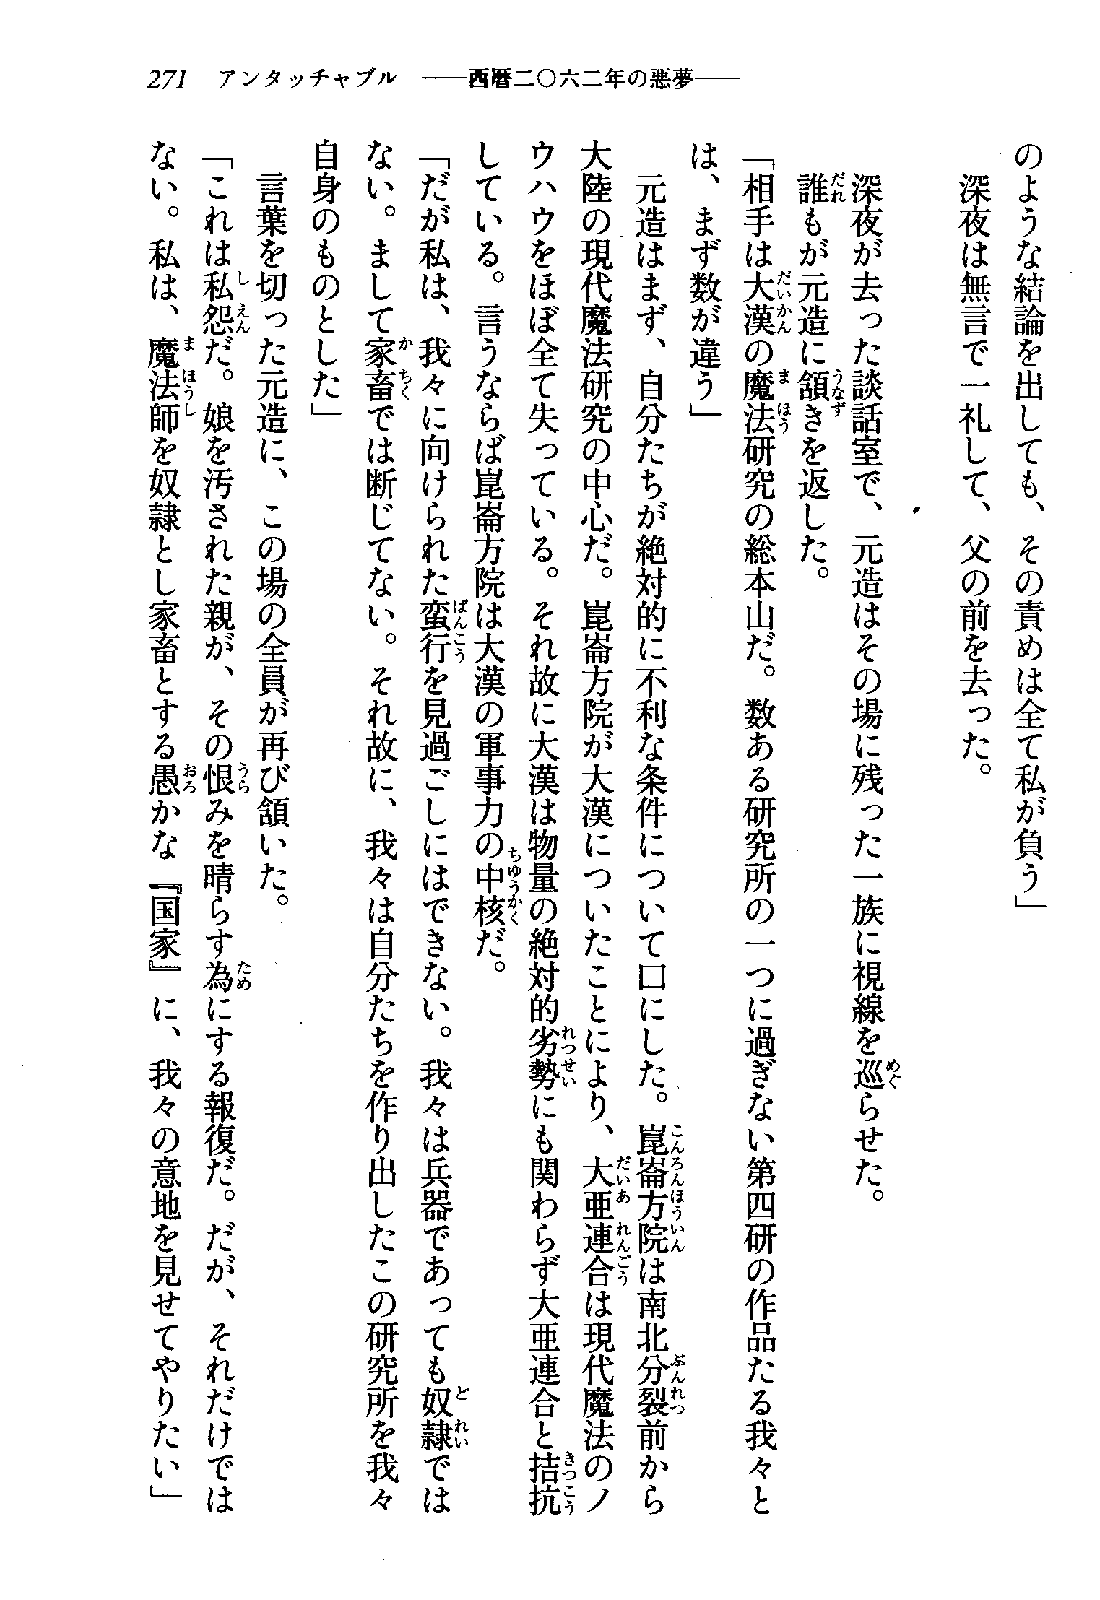 271　アンタッチャブル　――西暦二〇六二年の悪夢――
のような結論を出しても、その責めは全て私が負う」
　深夜は無言で一礼して、父の前を去った。
　深夜が去った談話室で、元造はその場に残った一族に視線を巡らせた。
　誰もが元造に頷きを返した。
「相手は大漢の魔法研究の総本山だ。数ある研究所の一つに過ぎない第四研の作品たる我々と
は、まず数が違う」
　元造はまず、自分たちが絶対的に不利な条件について口にした。崑崙方院は南北分裂前から
大陸の現代魔法研究の中心だ。崑崙方院が大漢についたことにより、大亜連合は現代魔法のノ
ウハウをほぼ全て失っている。それ故に大漢は物量の絶対的劣勢にも関わらず大亜連合と拮抗
している。言うならば崑崙方院は大漢の軍事力の中核だ。
「だが私は、我々に向けられた蛮行を見過ごしにはできない。我々は兵器であっても奴隷では
ない。まして家畜では断じてない。それ故に、我々は自分たちを作り出したこの研究所を我々
自身のものとした」
　言葉を切った元造に、この場の全員が再び頷いた。
「これは私怨だ。娘を汚された親が、その恨みを晴らす為にする報復だ。だが、それだけでは
ない。私は、魔法師を奴隷とし家畜とする愚かな『国家』に、我々の意地を見せてやりたい」